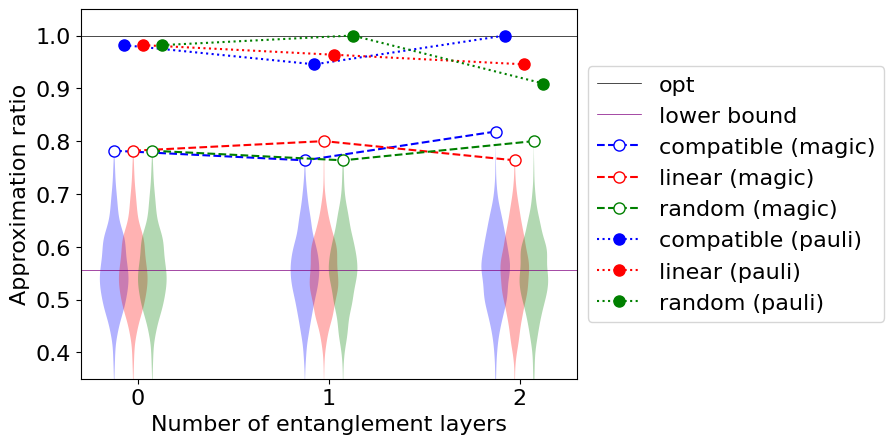 Approximation ratio
1.0
0.9
0.8
0.7
0.6
0.5
0.4
0
1
2
Number of entanglement layers
opt
lower bound
compatible (magic)
linear (magic)
random (magic)
compatible (pauli)
linear (pauli)
random (pauli)